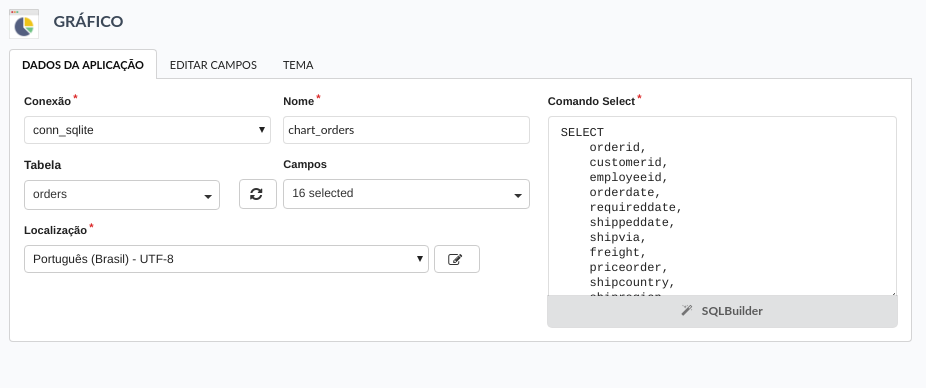 GRÁFICO
DADOS DA APLICAÇÃO
EDITAR CAMPOS
TEMA
Conexão *
conn_sqlite
Nome *
chart_orders
Tabela
orders
Campos
16 selected
Localização *
Português (Brasil) - UTF-8
Comando Select *
SELECT
orderid,
customerid,
employeeid,
orderdate,
requireddate,
shippeddate,
shipvia,
freight,
priceorder,
shipcountry,
SQLBuilder